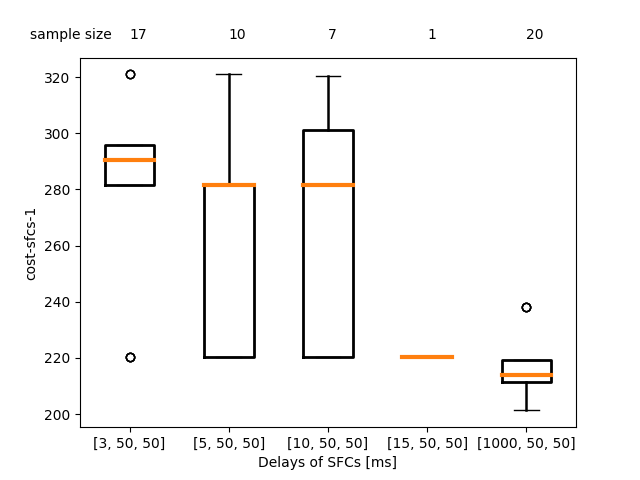 sample size 17 10 7 1 20
320
300
280
260
240
220
200
cost-sfcs-1
[3, 50, 50] [5, 50, 50] [10, 50, 50] [15, 50, 50] [1000, 50, 50]
Delays of SFCs [ms]